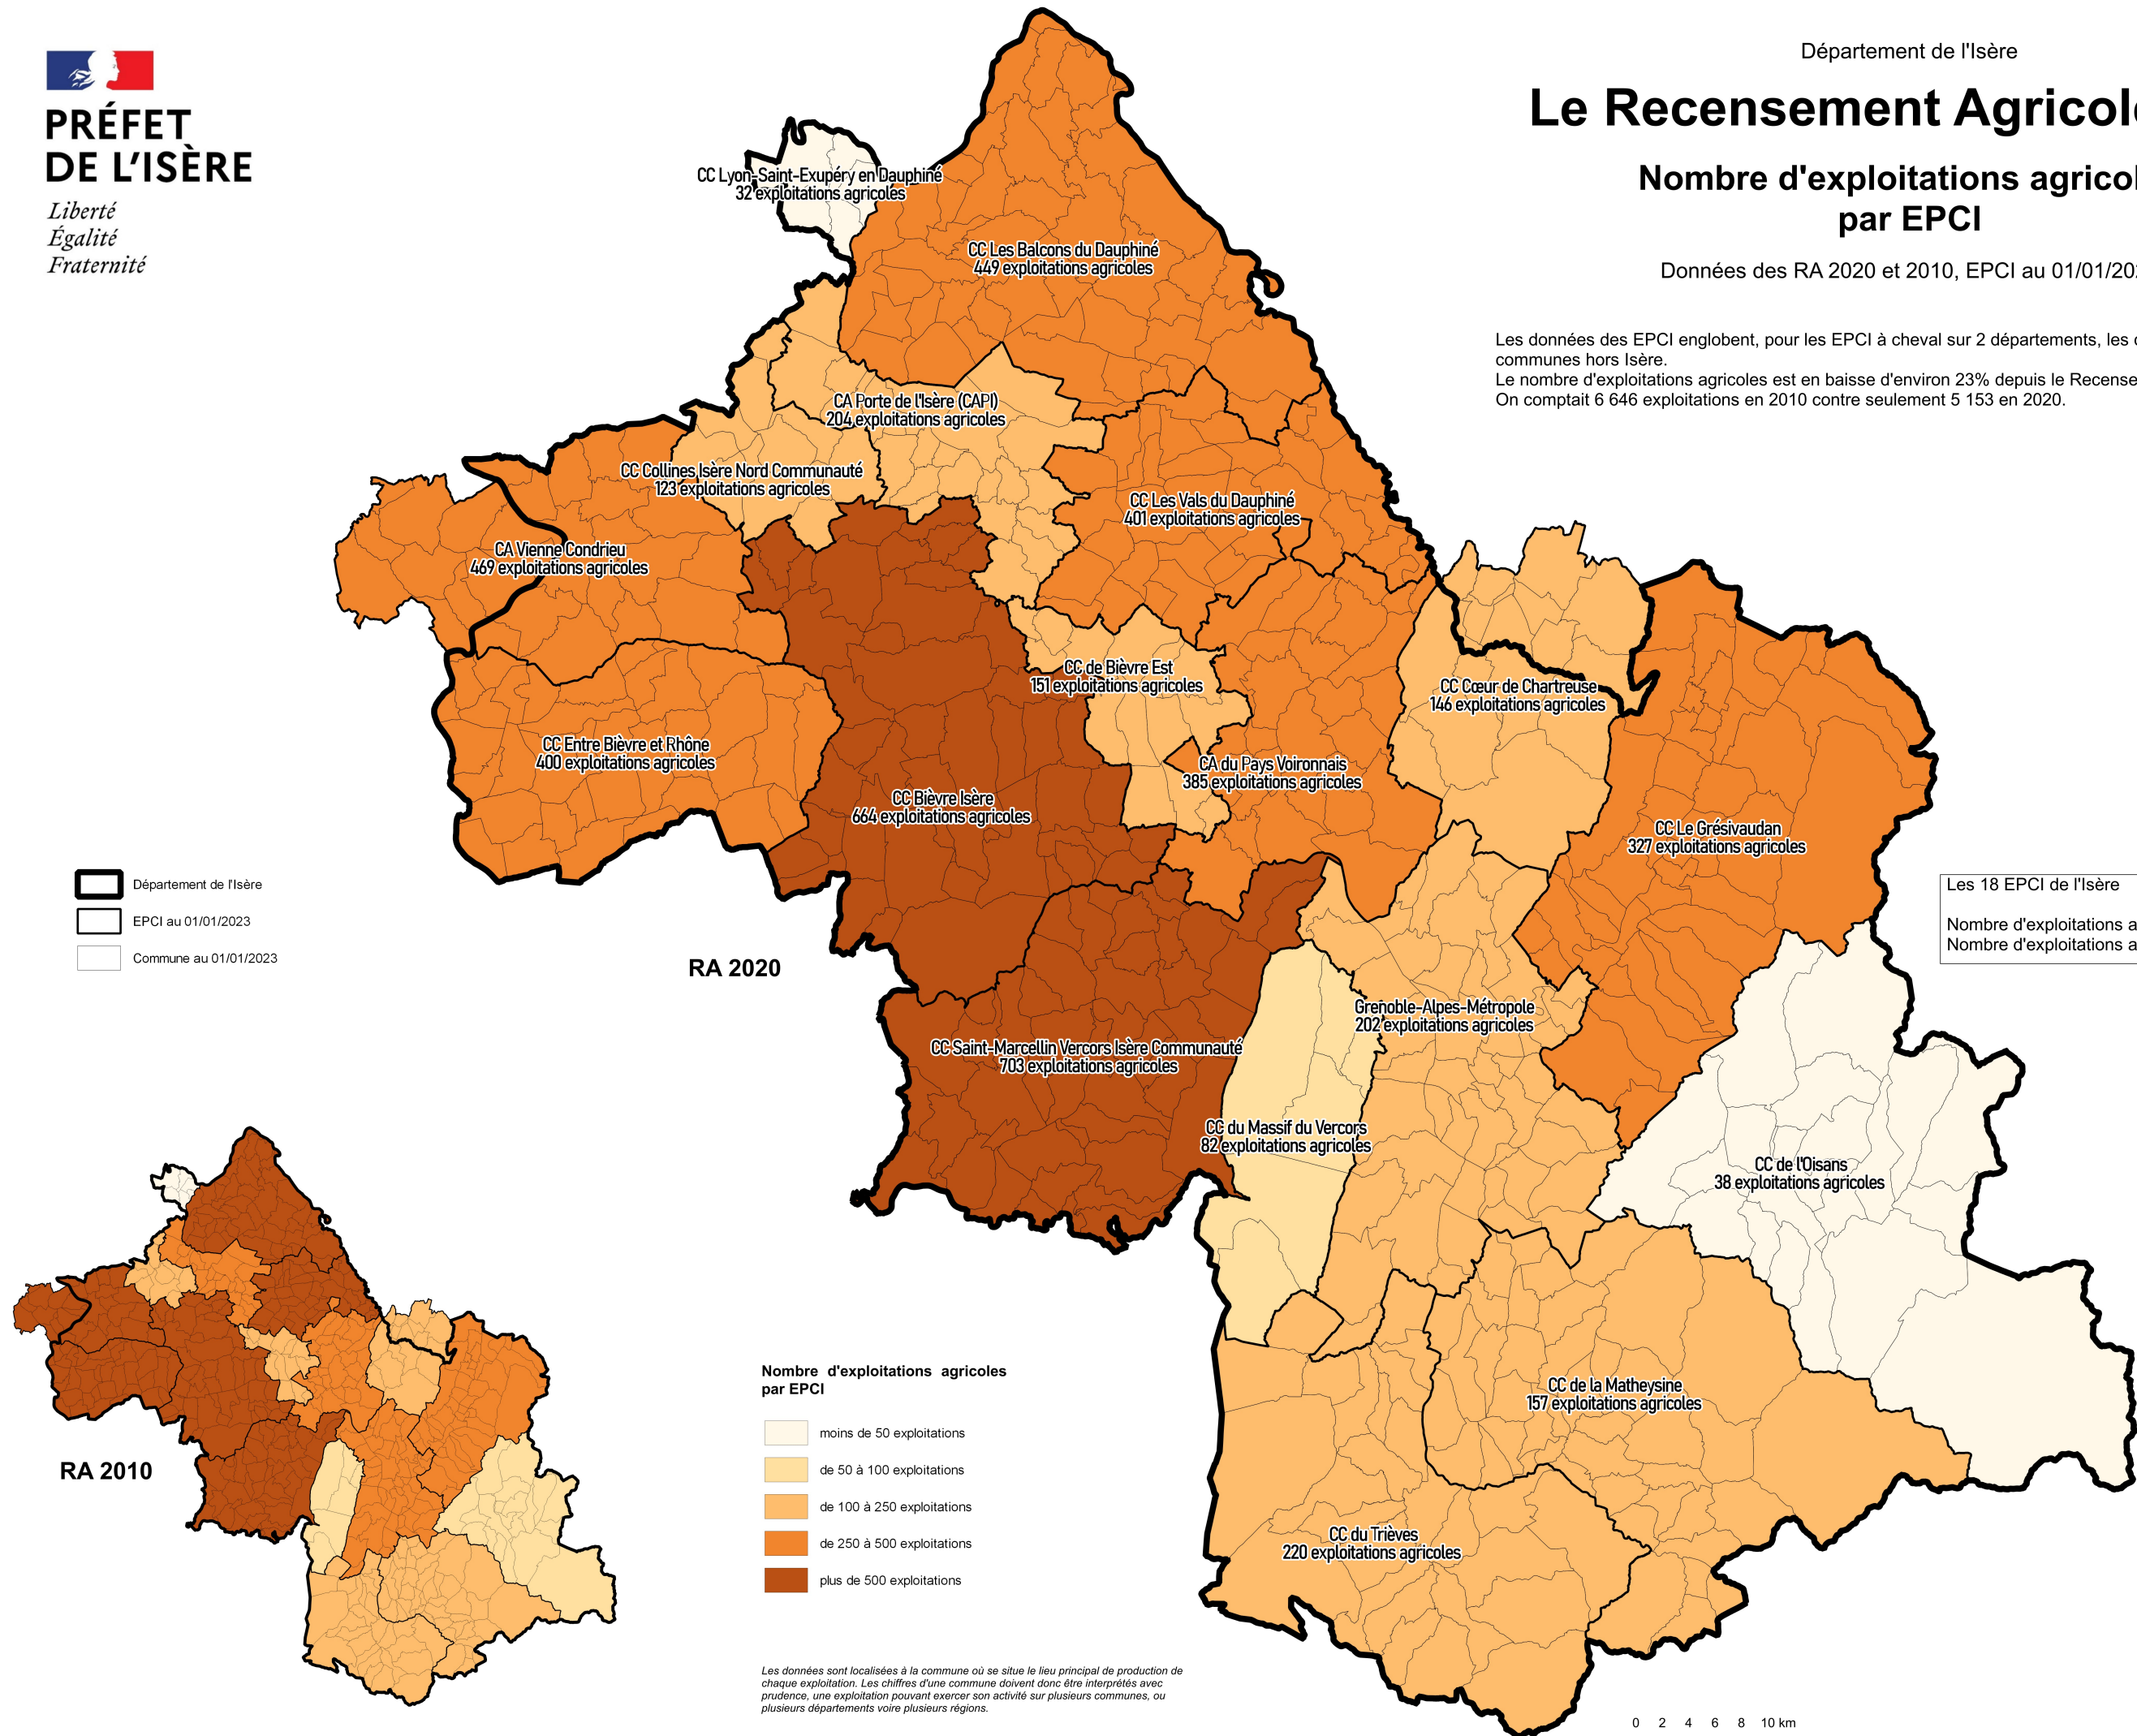 PRÉFET
DE L'ISÈRE
Liberté
Égalité
Fraternité
Département de l'Isère
Le Recensement Agricol
Nombre d'exploitations agricol
par EPCI
Données des RA 2020 et 2010, EPCI au 01/01/20
Les données des EPCI englobent, pour les EPCI à cheval sur 2 départements, les
communes hors Isère.
Le nombre d'exploitations agricoles est en baisse d'environ 23% depuis le Recense
On comptait 6 646 exploitations en 2010 contre seulement 5 153 en 2020.
CC Lyon-Saint-Exupéry en Dauphiné
32 exploitations agricoles
CC Les Balcons du Dauphiné
449 exploitations agricoles
CA Porte de l'Isère (CAPI)
204 exploitations agricoles
CC Collines Isère Nord Communauté
123 exploitations agricoles
CC Les Vals du Dauphiné
401 exploitations agricoles
CA Vienne Condrieu
469 exploitations agricoles
CC de Bièvre Est
151 exploitations agricoles
CC Cœur de Chartreuse
146 exploitations agricoles
CC Entre Bièvre et Rhône
400 exploitations agricoles
CA du Pays Voironnais
385 exploitations agricoles
CC Bièvre Isère
664 exploitations agricoles
CC Le Grésivaudan
327 exploitations agricoles
Département de l'Isère
EPCI au 01/01/2023
Commune au 01/01/2023
Les 18 EPCI de l'Isère
Nombre d'exploitations a
Nombre d'exploitations a
RA 2020
Grenoble-Alpes-Métropole
202 exploitations agricoles
CC Saint-Marcellin Vercors Isère Communauté
703 exploitations agricoles
CC du Massif du Vercors
82 exploitations agricoles
CC de l'Oisans
38 exploitations agricoles
CC de la Matheysine
157 exploitations agricoles
CC du Trièves
220 exploitations agricoles
RA 2010
Nombre d'exploitations agricoles
par EPCI
moins de 50 exploitations
de 50 à 100 exploitations
de 100 à 250 exploitations
de 250 à 500 exploitations
plus de 500 exploitations
Les données sont localisées à la commune où se situe le lieu principal de production de
chaque exploitation. Les chiffres d'une commune doivent donc être interprétés avec
prudence, une exploitation pouvant exercer son activité sur plusieurs communes, ou
plusieurs départements voire plusieurs régions.
0 2 4 6 8 10 km